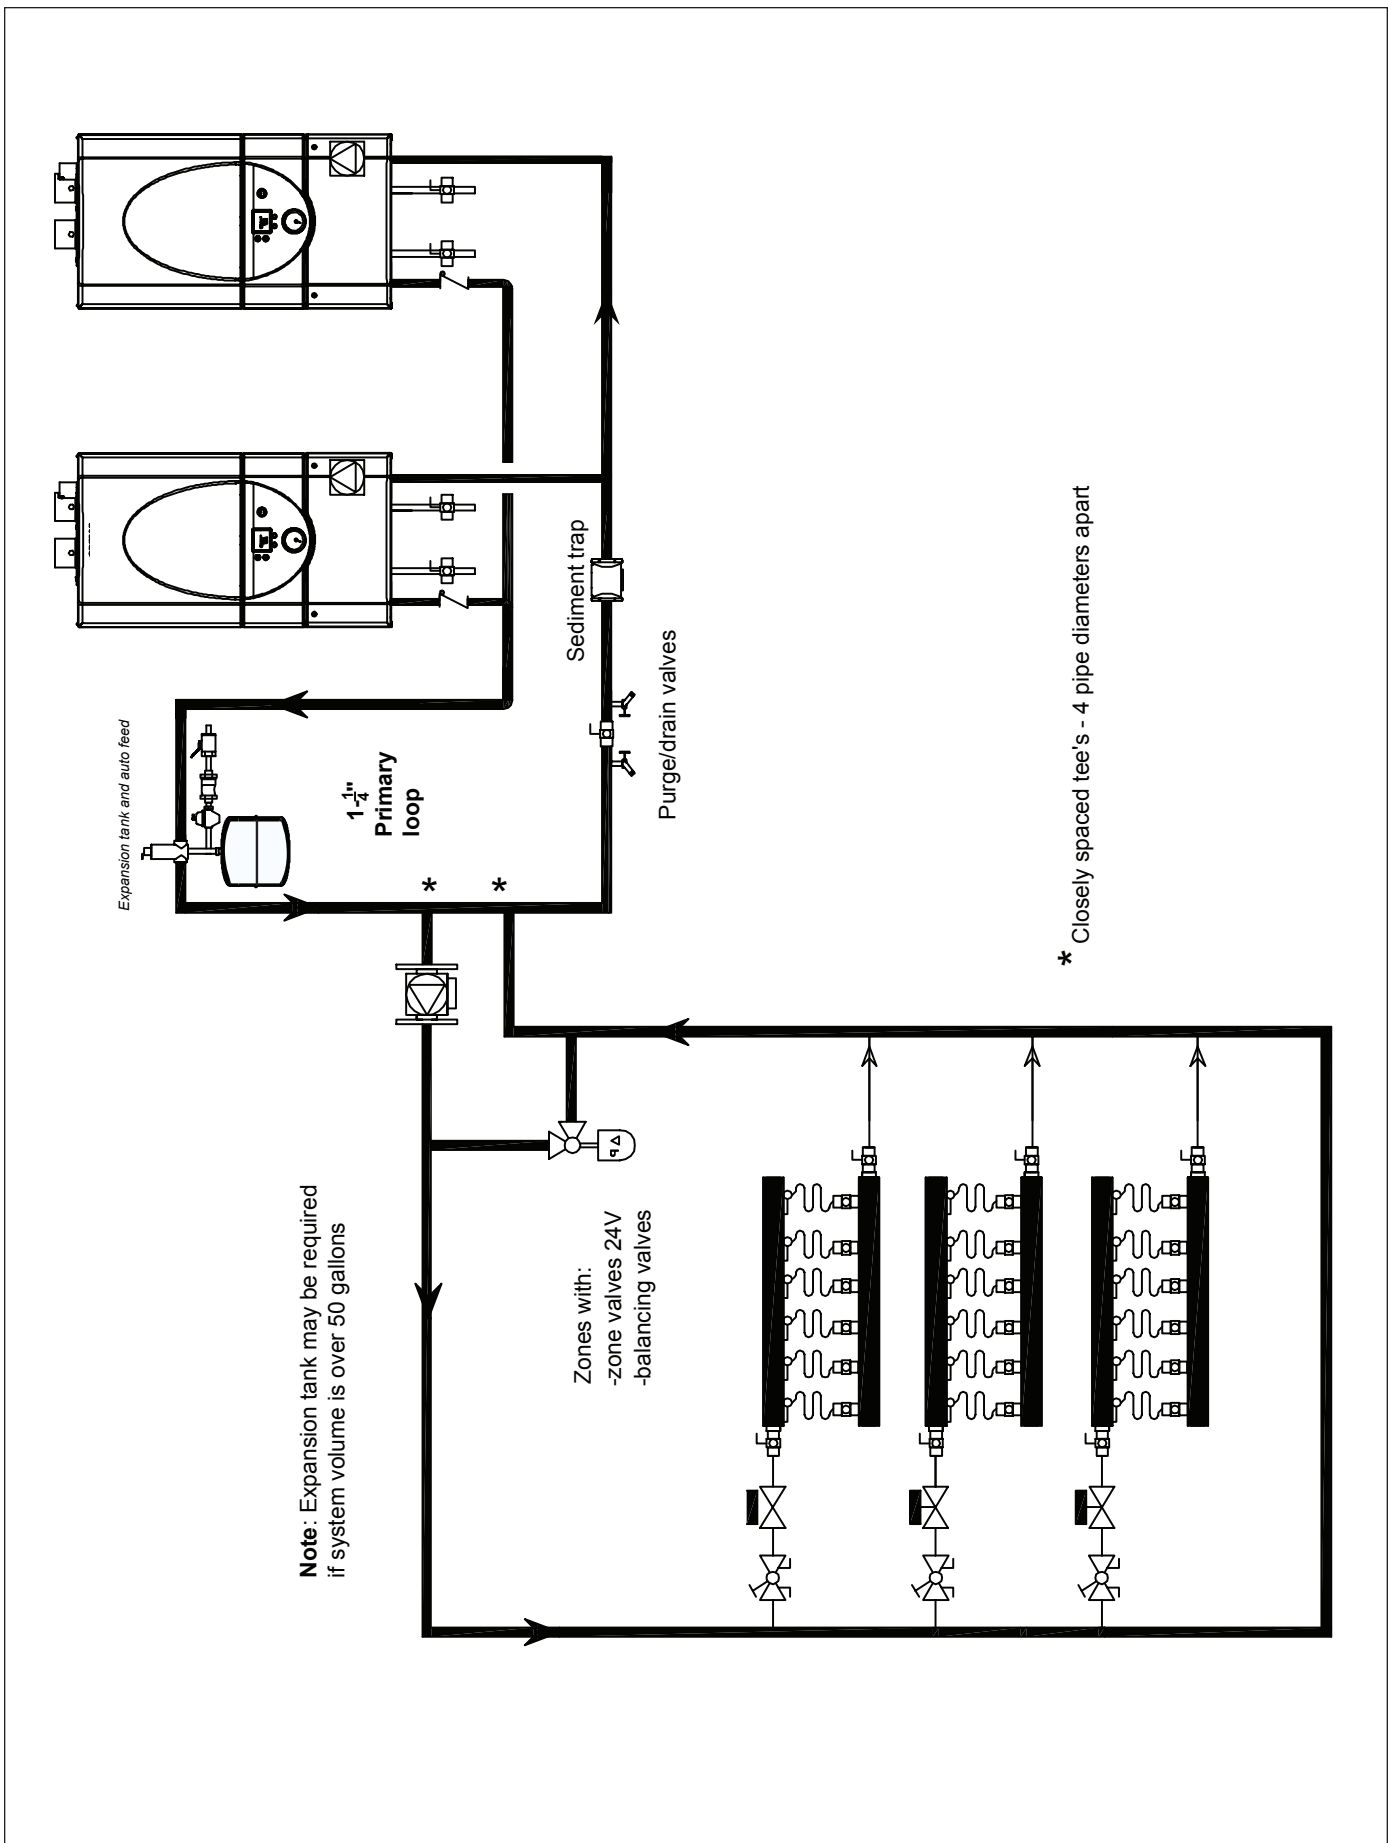 Expansion tank and auto feed
1-1/4"
Primary
loop
Sediment trap
Purge/drain valves
*
*
Note: Expansion tank may be required
if system volume is over 50 gallons
Zones with:
-zone valves 24V
-balancing valves
ΔP
* Closely spaced tee's - 4 pipe diameters apart